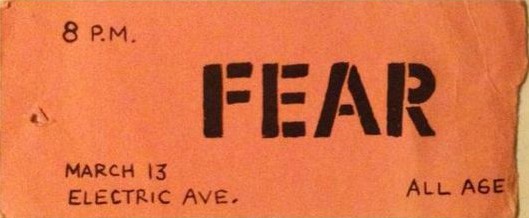 8 P.M.
FEAR
MARCH 13
ELECTRIC AVE.
ALL AGE